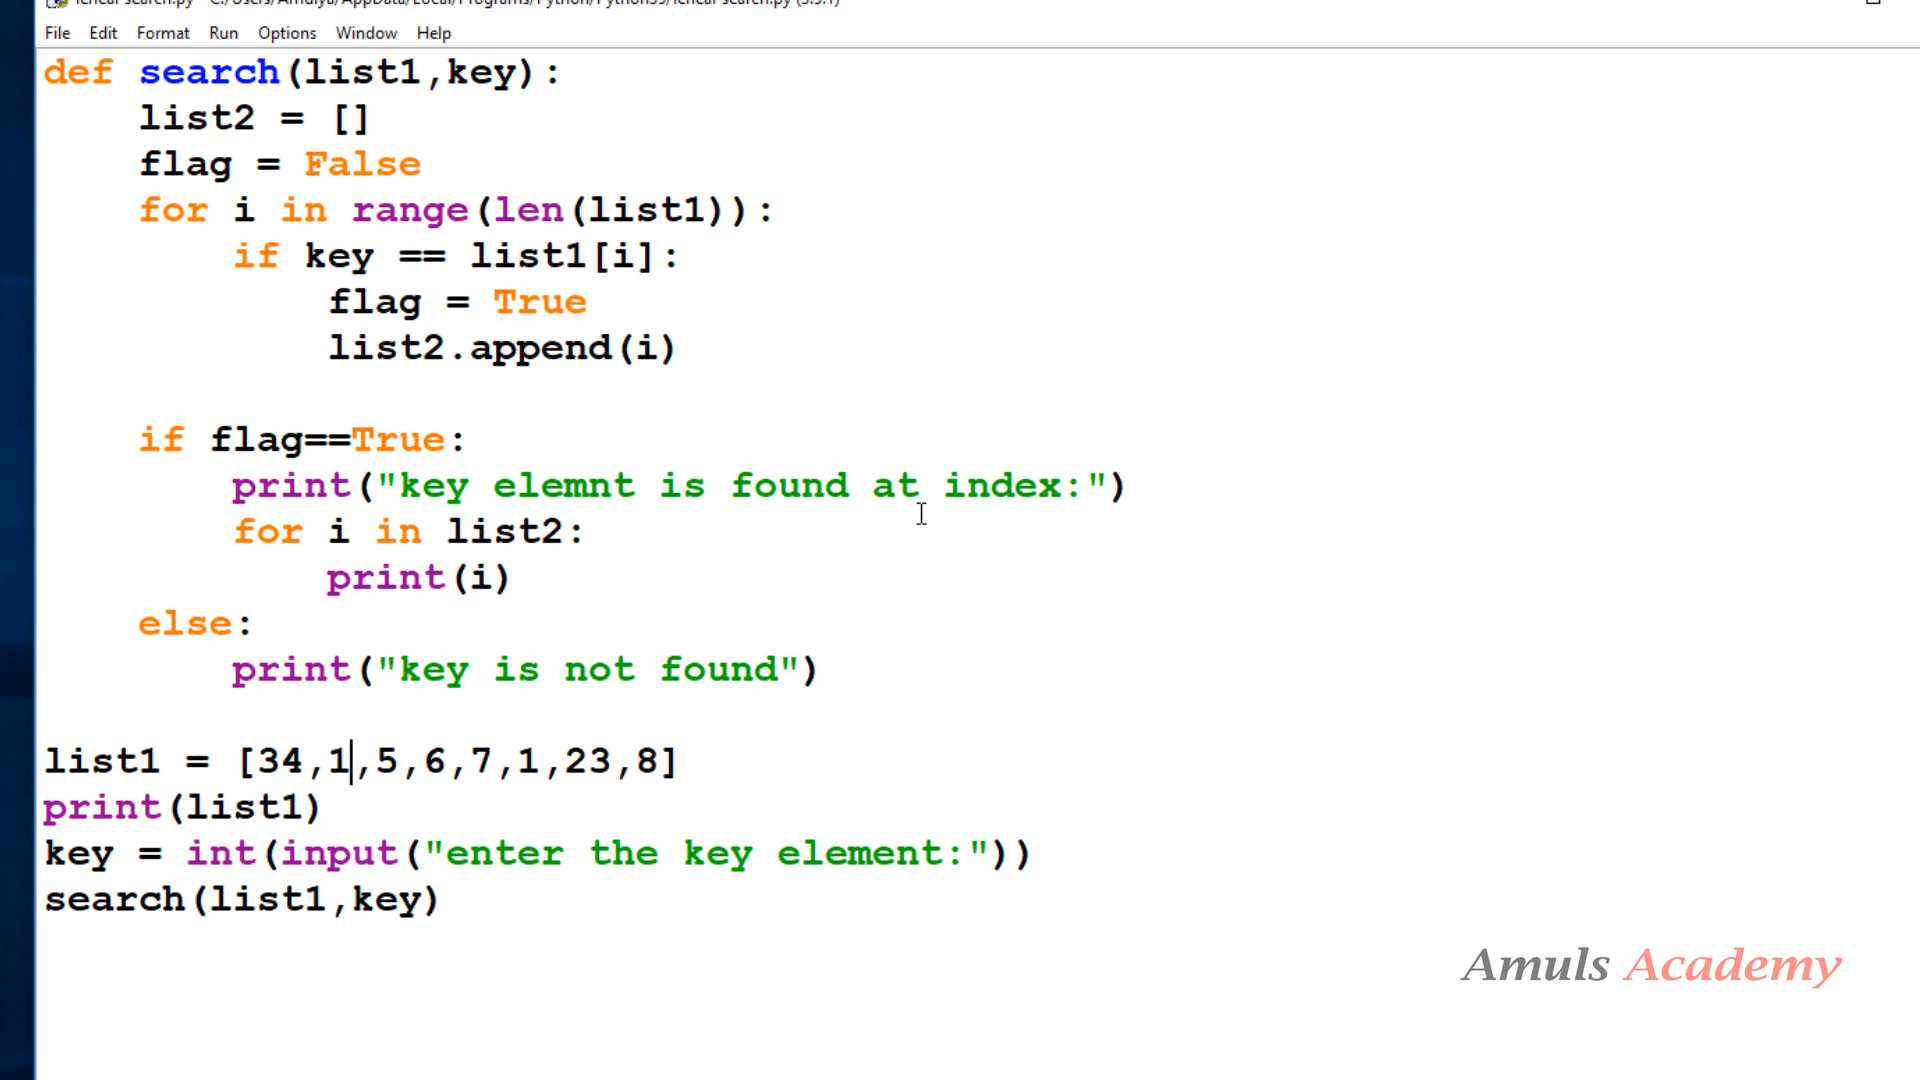 File Edit Format Run Options Window Help
def search(list1,key):
    list2 = []
    flag = False
    for i in range(len(list1)):
        if key == list1[i]:
            flag = True
            list2.append(i)
    if flag==True:
        print("key elemnt is found at index:")
        for i in list2:
            print(i)
    else:
        print("key is not found")
list1 = [34,1,5,6,7,1,23,8]
print(list1)
key = int(input("enter the key element:"))
search(list1,key)
Amuls Academy